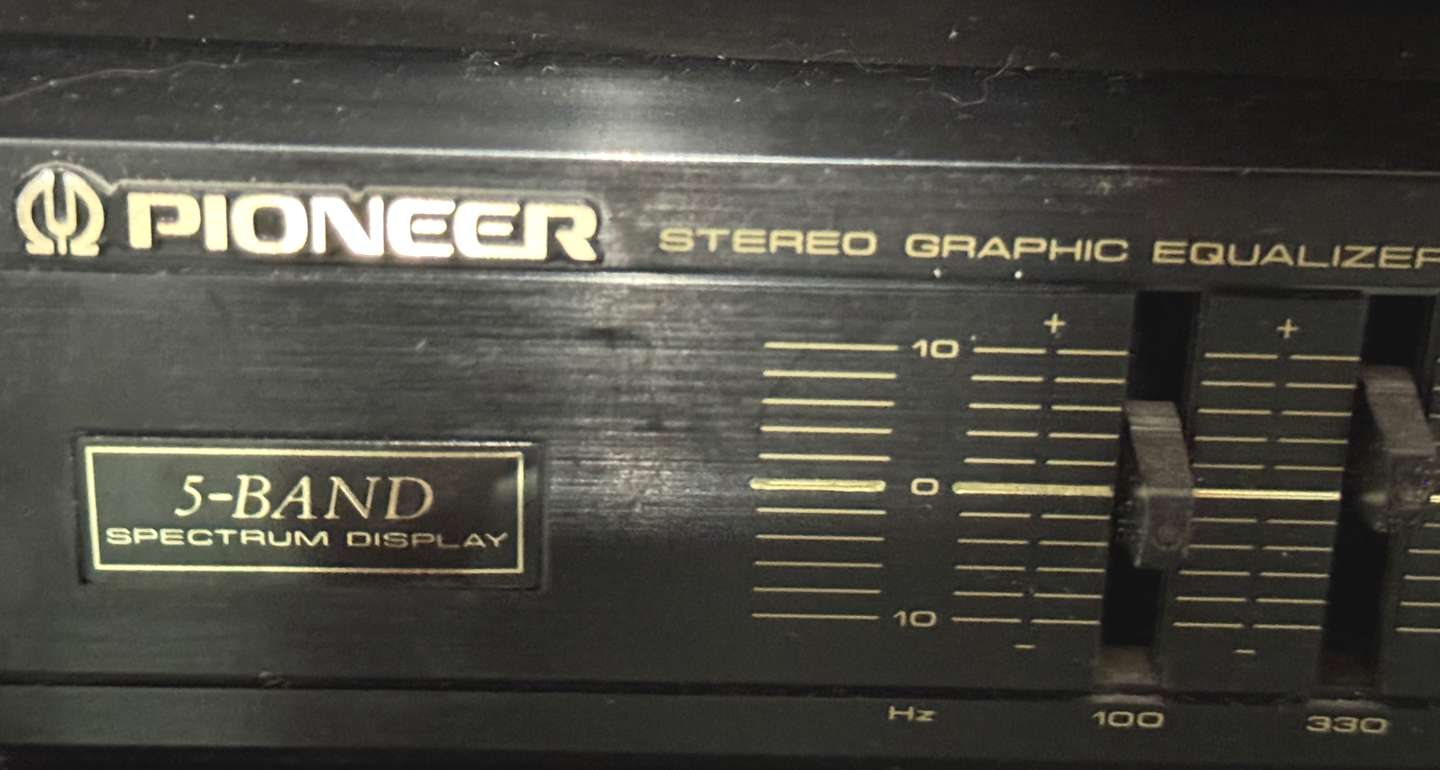 PIONEER
STEREO GRAPHIC EQUALIZER
+ +
10
0
5-BAND
SPECTRUM DISPLAY
10
− −
Hz 100 330